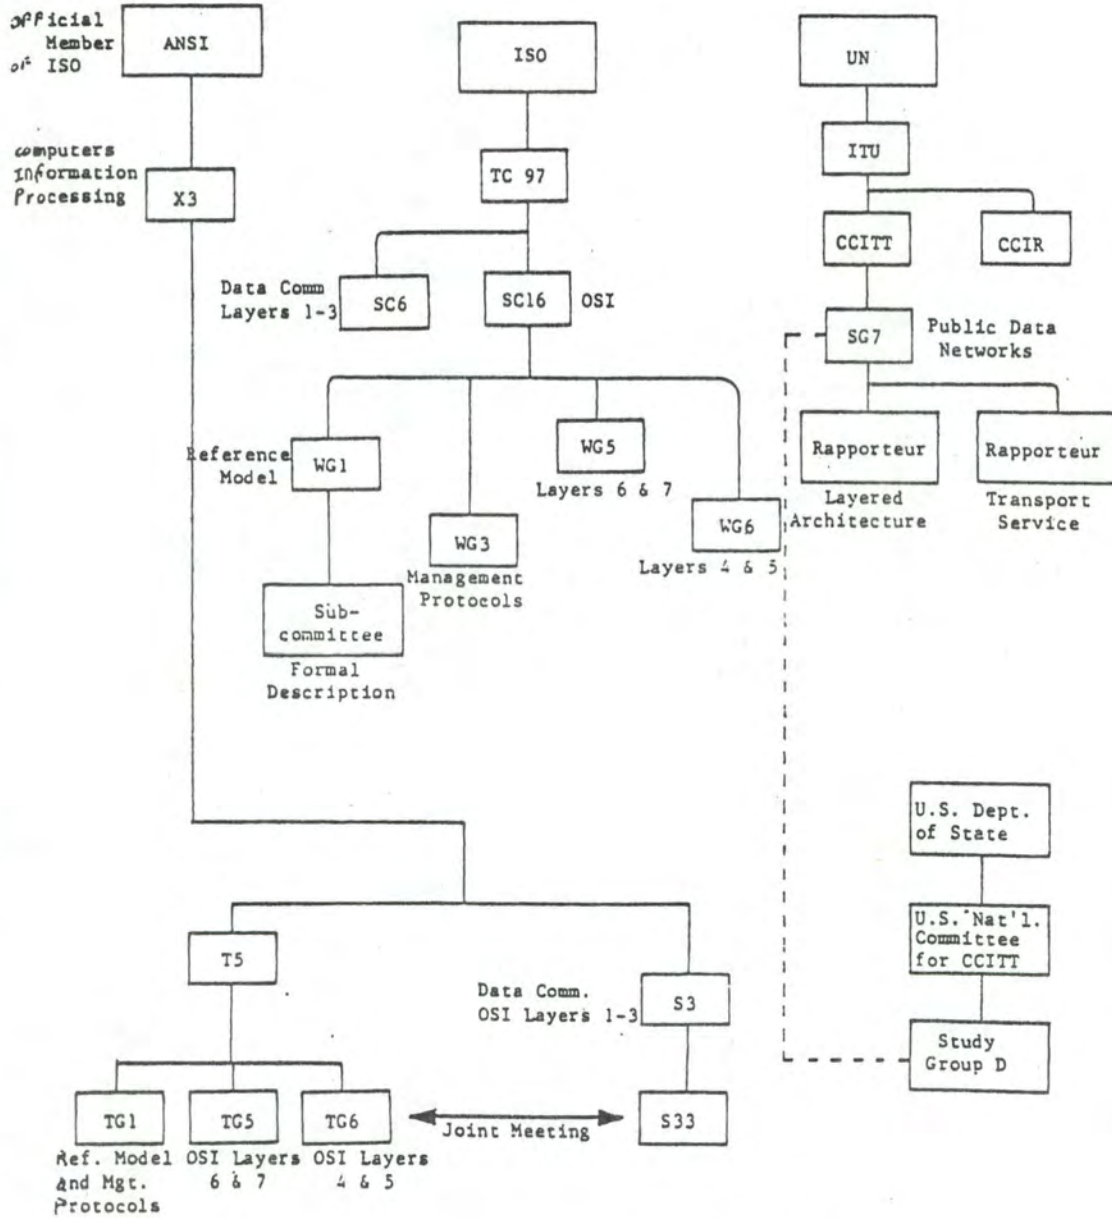 Official
Member
of ISO
ANSI
ISO
UN
ITU
Computers
Information
Processing
X3
TC 97
CCITT
CCIR
Data Comm
Layers 1-3
SC6
SC16
OSI
SG7
Public Data
Networks
Reference
Model
WG1
WG5
Layers 6 & 7
Rapporteur
Layered
Architecture
Rapporteur
Transport
Service
WG3
Management
Protocols
WG6
Layers 4 & 5
Sub-
committee
Formal
Description
U.S. Dept.
of State
U.S. Nat'l.
Committee
for CCITT
Study
Group D
T5
Data Comm.
OSI Layers 1-3
S3
TG1
TG5
TG6
Joint Meeting
S33
Ref. Model
and Mgt.
Protocols
OSI Layers
6 & 7
OSI Layers
4 & 5